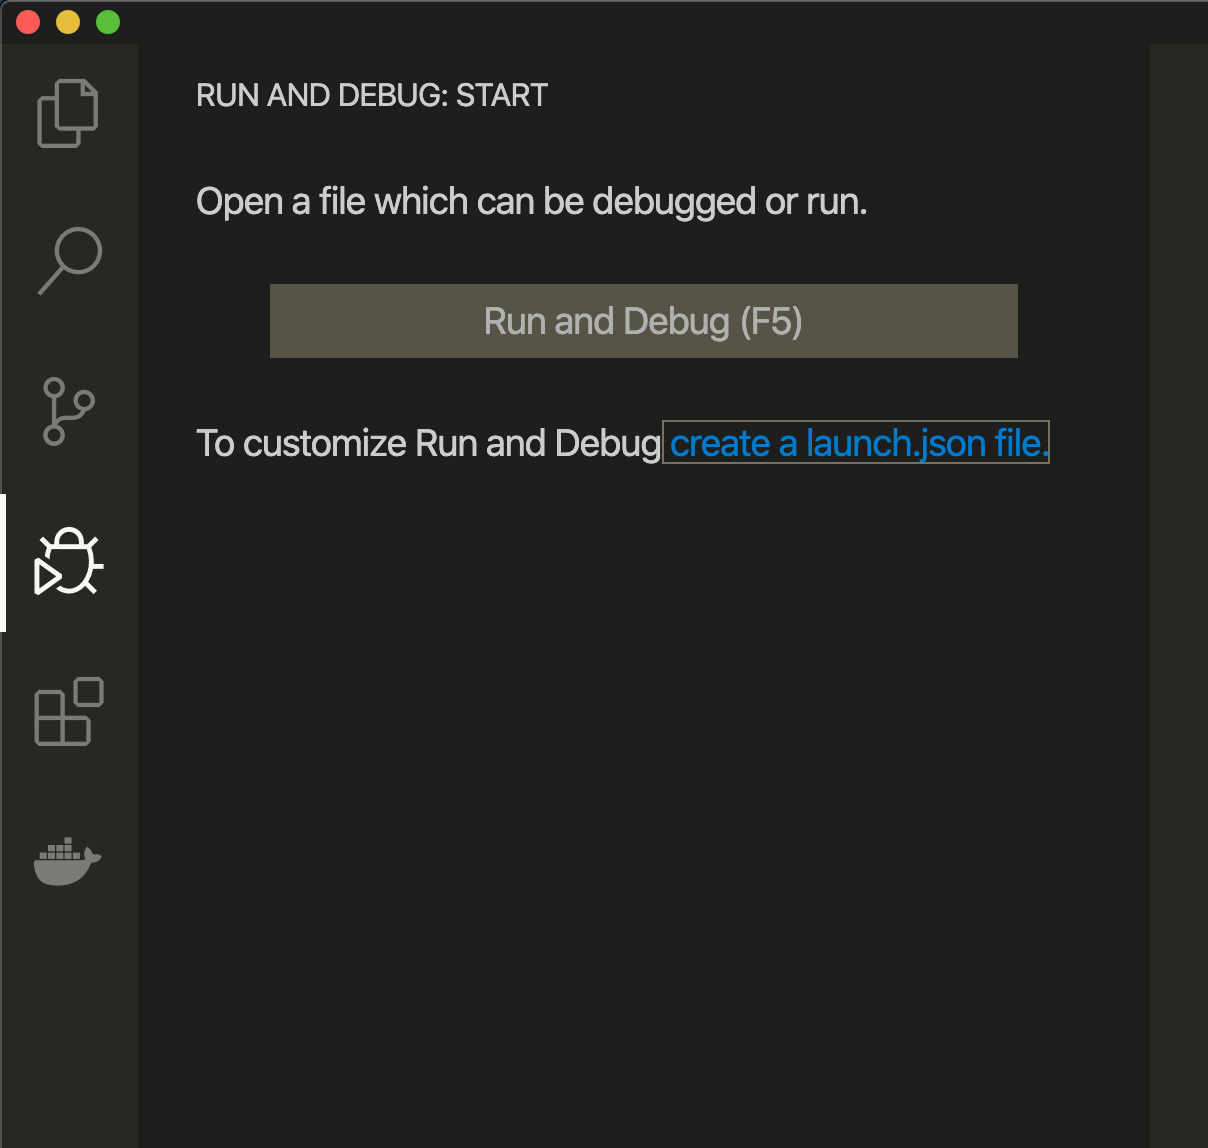 RUN AND DEBUG: START
Open a file which can be debugged or run.
Run and Debug (F5)
To customize Run and Debug create a launch.json file.